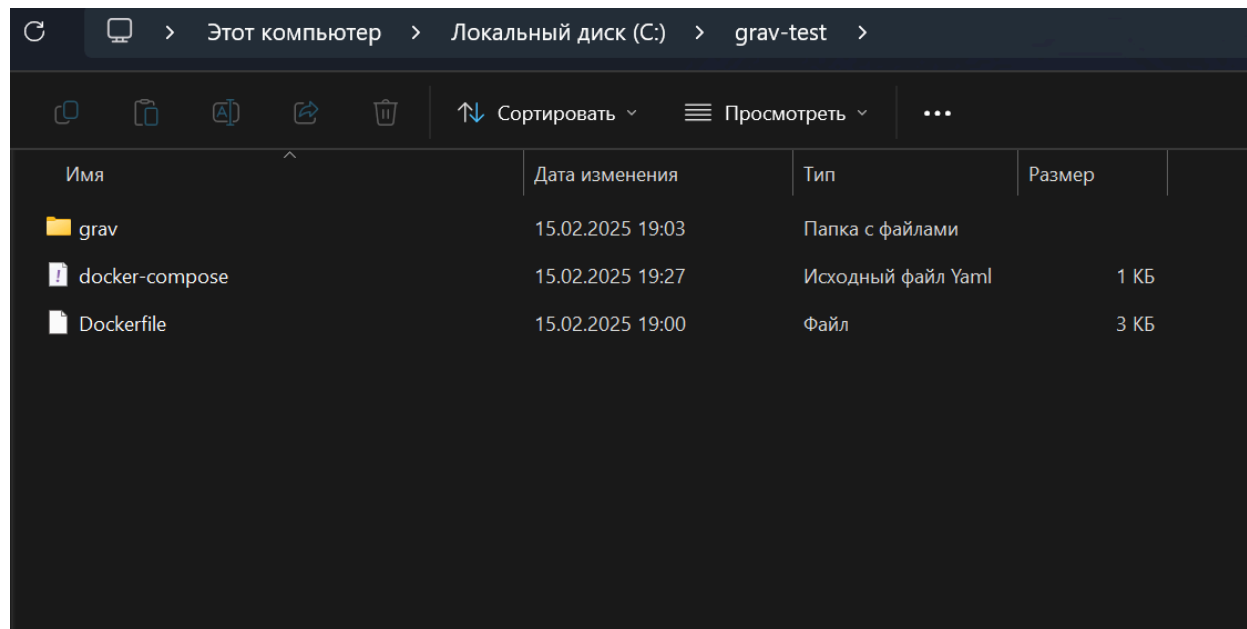 Этот компьютер > Локальный диск (C:) > grav-test >
Сортировать Просмотреть
Имя Дата изменения Тип Размер
grav 15.02.2025 19:03 Папка с файлами
docker-compose 15.02.2025 19:27 Исходный файл Yaml 1 КБ
Dockerfile 15.02.2025 19:00 Файл 3 КБ